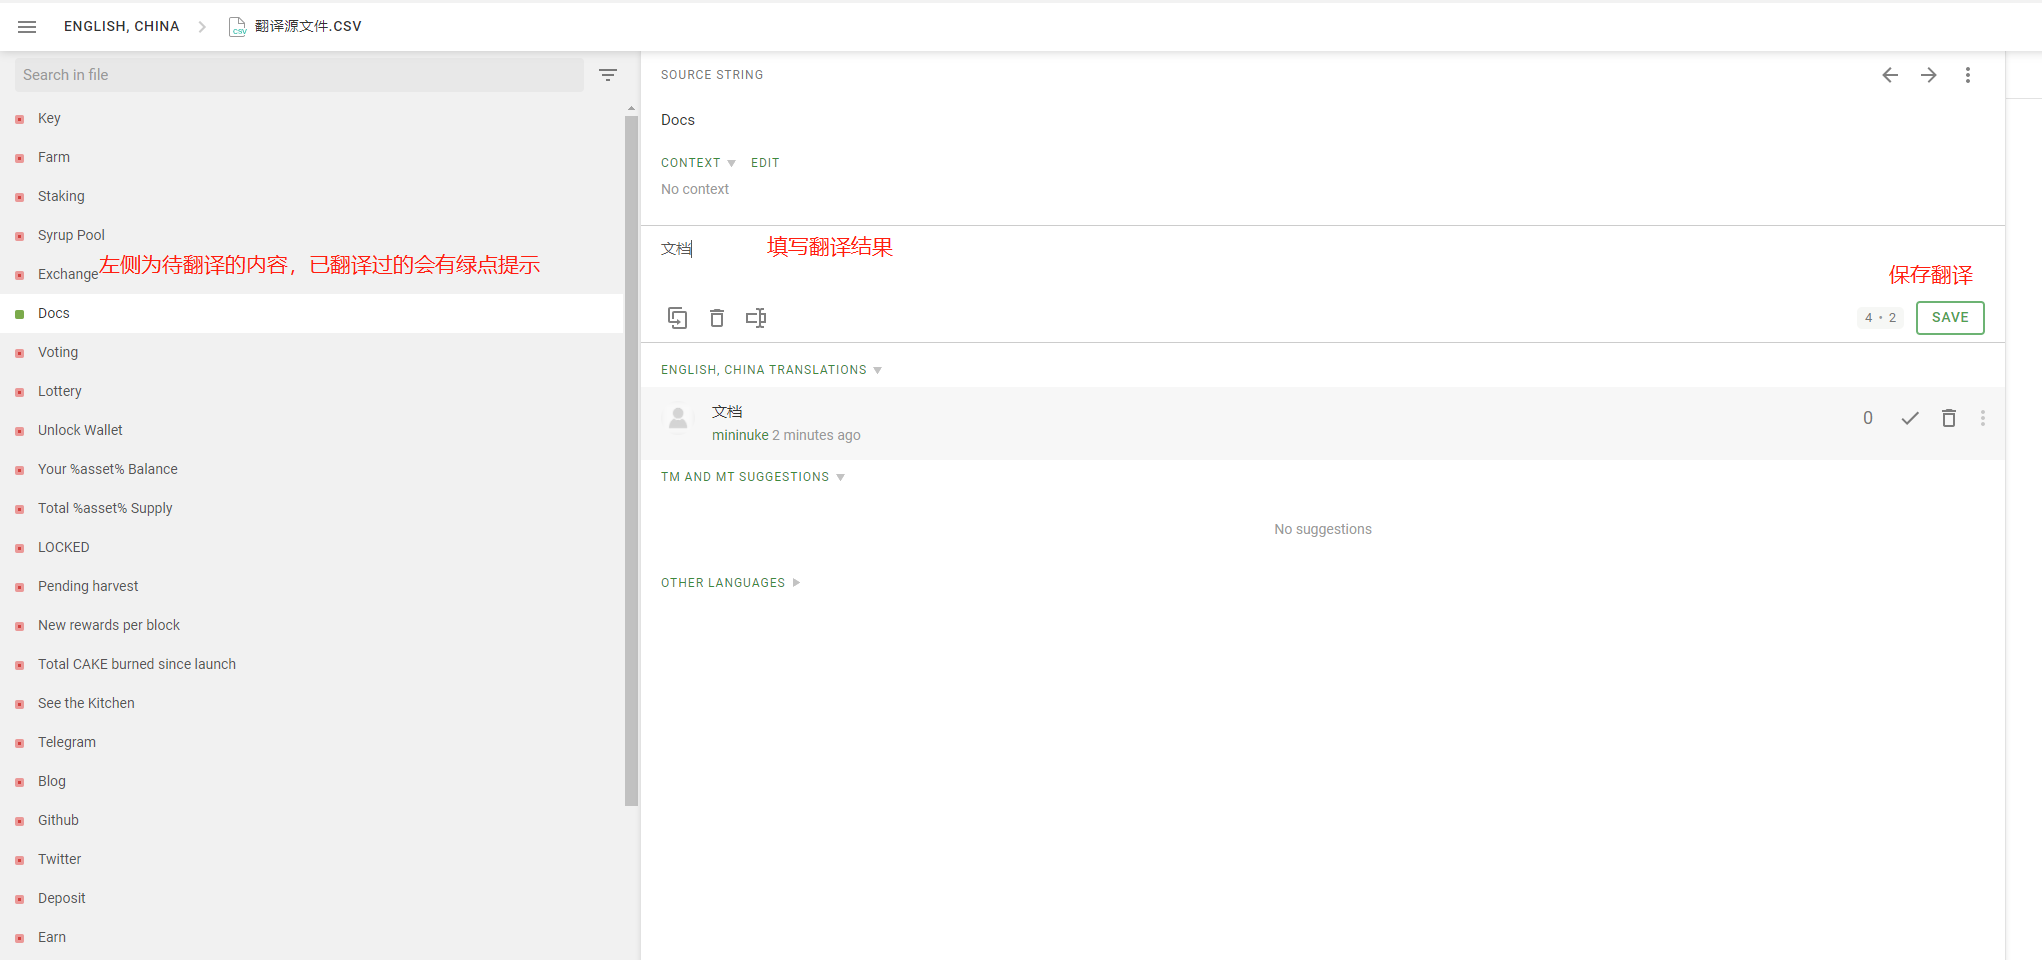 ENGLISH, CHINA
翻译源文件.CSV
Search in file
Key
Farm
Staking
Syrup Pool
Exchange
左侧为待翻译的内容，已翻译过的会有绿点提示
Docs
Voting
Lottery
Unlock Wallet
Your %asset% Balance
Total %asset% Supply
LOCKED
Pending harvest
New rewards per block
Total CAKE burned since launch
See the Kitchen
Telegram
Blog
Github
Twitter
Deposit
Earn
SOURCE STRING
Docs
CONTEXT EDIT
No context
文档
填写翻译结果
保存翻译
4 • 2
SAVE
ENGLISH, CHINA TRANSLATIONS
文档
mininuke 2 minutes ago
0
TM AND MT SUGGESTIONS
No suggestions
OTHER LANGUAGES